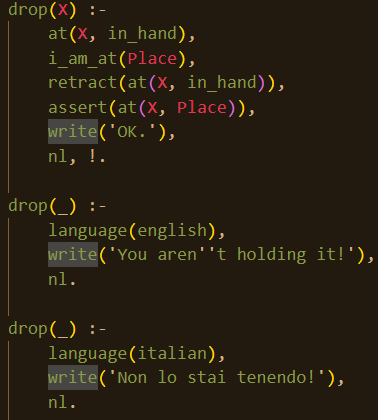 drop(X) :-
    at(X, in_hand),
    i_am_at(Place),
    retract(at(X, in_hand)),
    assert(at(X, Place)),
    write('OK.'),
    nl, !.
drop(_) :-
    language(english),
    write('You aren''t holding it!'),
    nl.
drop(_) :-
    language(italian),
    write('Non lo stai tenendo!'),
    nl.